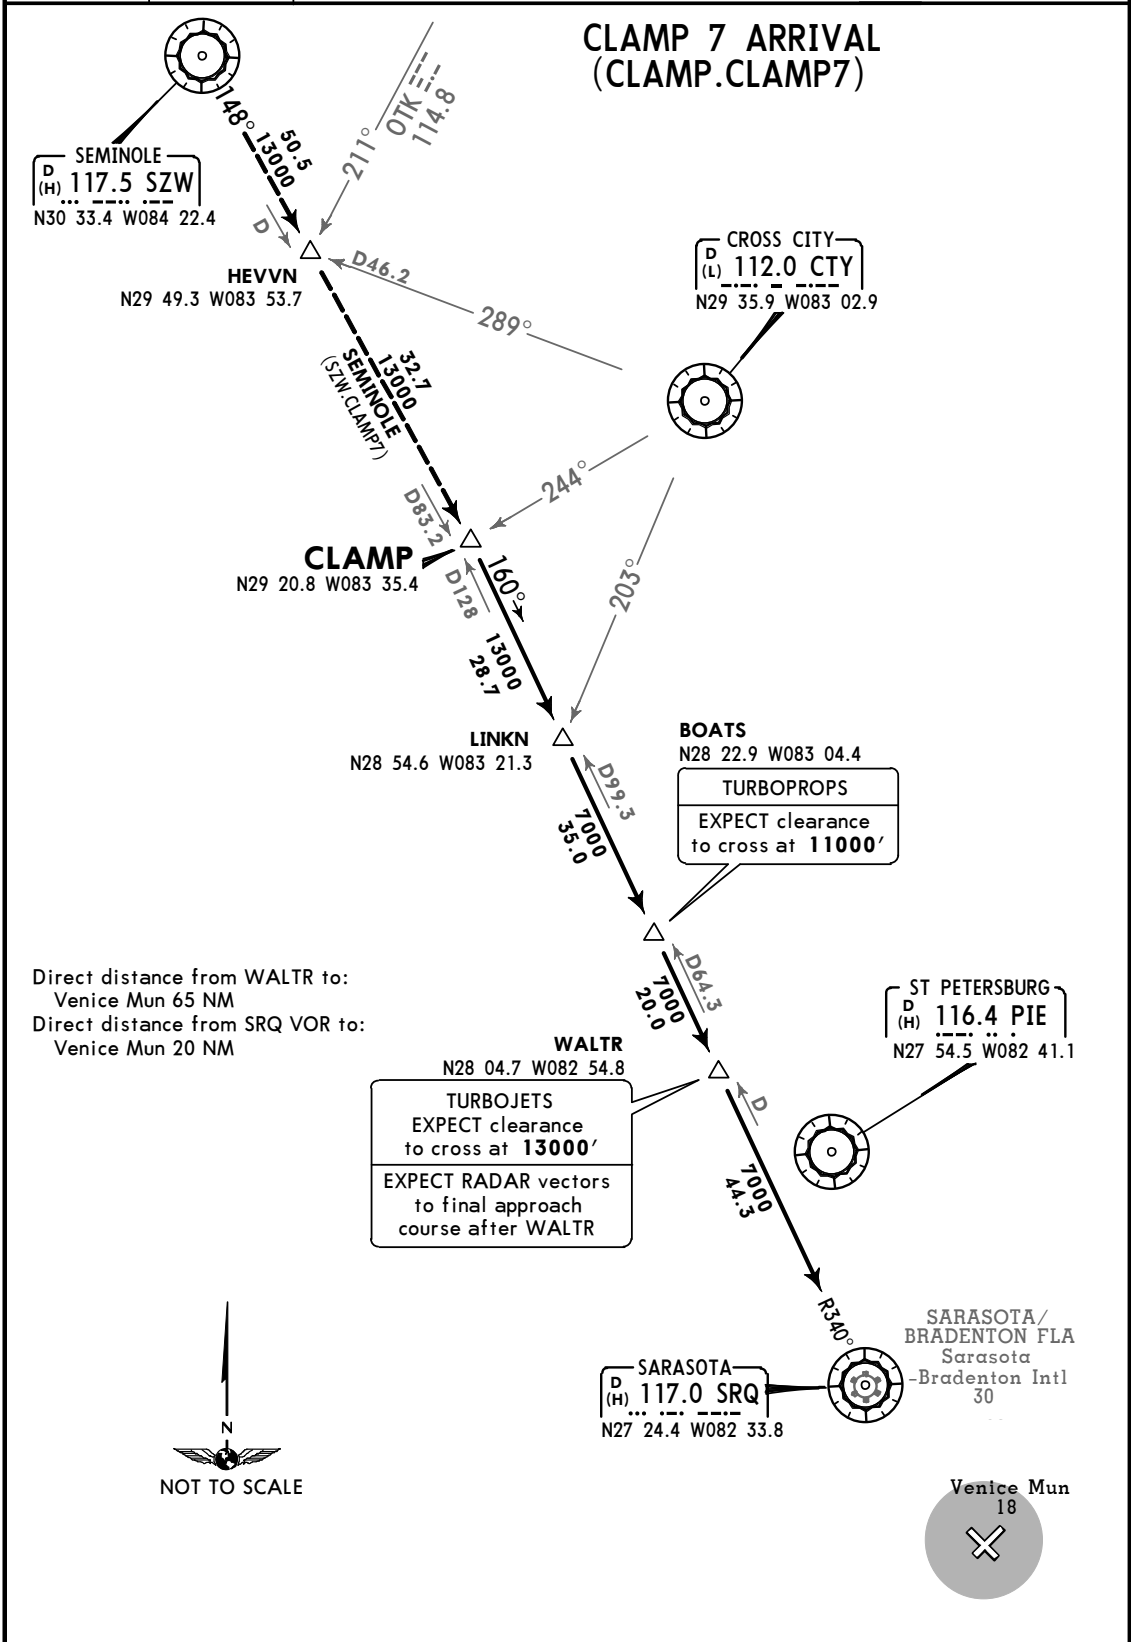 CLAMP 7 ARRIVAL
(CLAMP.CLAMP7)
148°
50.5
13000
OTK
114.8
211°
SEMINOLE
D
(H) 117.5 SZW
N30 33.4 W084 22.4
D
HEVVN
N29 49.3 W083 53.7
D46.2
289°
CROSS CITY
D
(L) 112.0 CTY
N29 35.9 W083 02.9
32.7
13000
SEMINOLE
(SZW.CLAMP7)
244°
D83.2
CLAMP
N29 20.8 W083 35.4
160°
D128
203°
13000
28.7
LINKN
N28 54.6 W083 21.3
BOATS
N28 22.9 W083 04.4
TURBOPROPS
EXPECT clearance
to cross at 11000'
D99.3
7000
35.0
Direct distance from WALTR to:
Venice Mun 65 NM
Direct distance from SRQ VOR to:
Venice Mun 20 NM
D64.3
7000
20.0
ST PETERSBURG
D
(H) 116.4 PIE
N27 54.5 W082 41.1
WALTR
N28 04.7 W082 54.8
TURBOJETS
EXPECT clearance
to cross at 13000'
EXPECT RADAR vectors
to final approach
course after WALTR
D
7000
44.3
R340°
SARASOTA/
BRADENTON FLA
Sarasota
-Bradenton Intl
30
SARASOTA
D
(H) 117.0 SRQ
N27 24.4 W082 33.8
N
NOT TO SCALE
Venice Mun
18